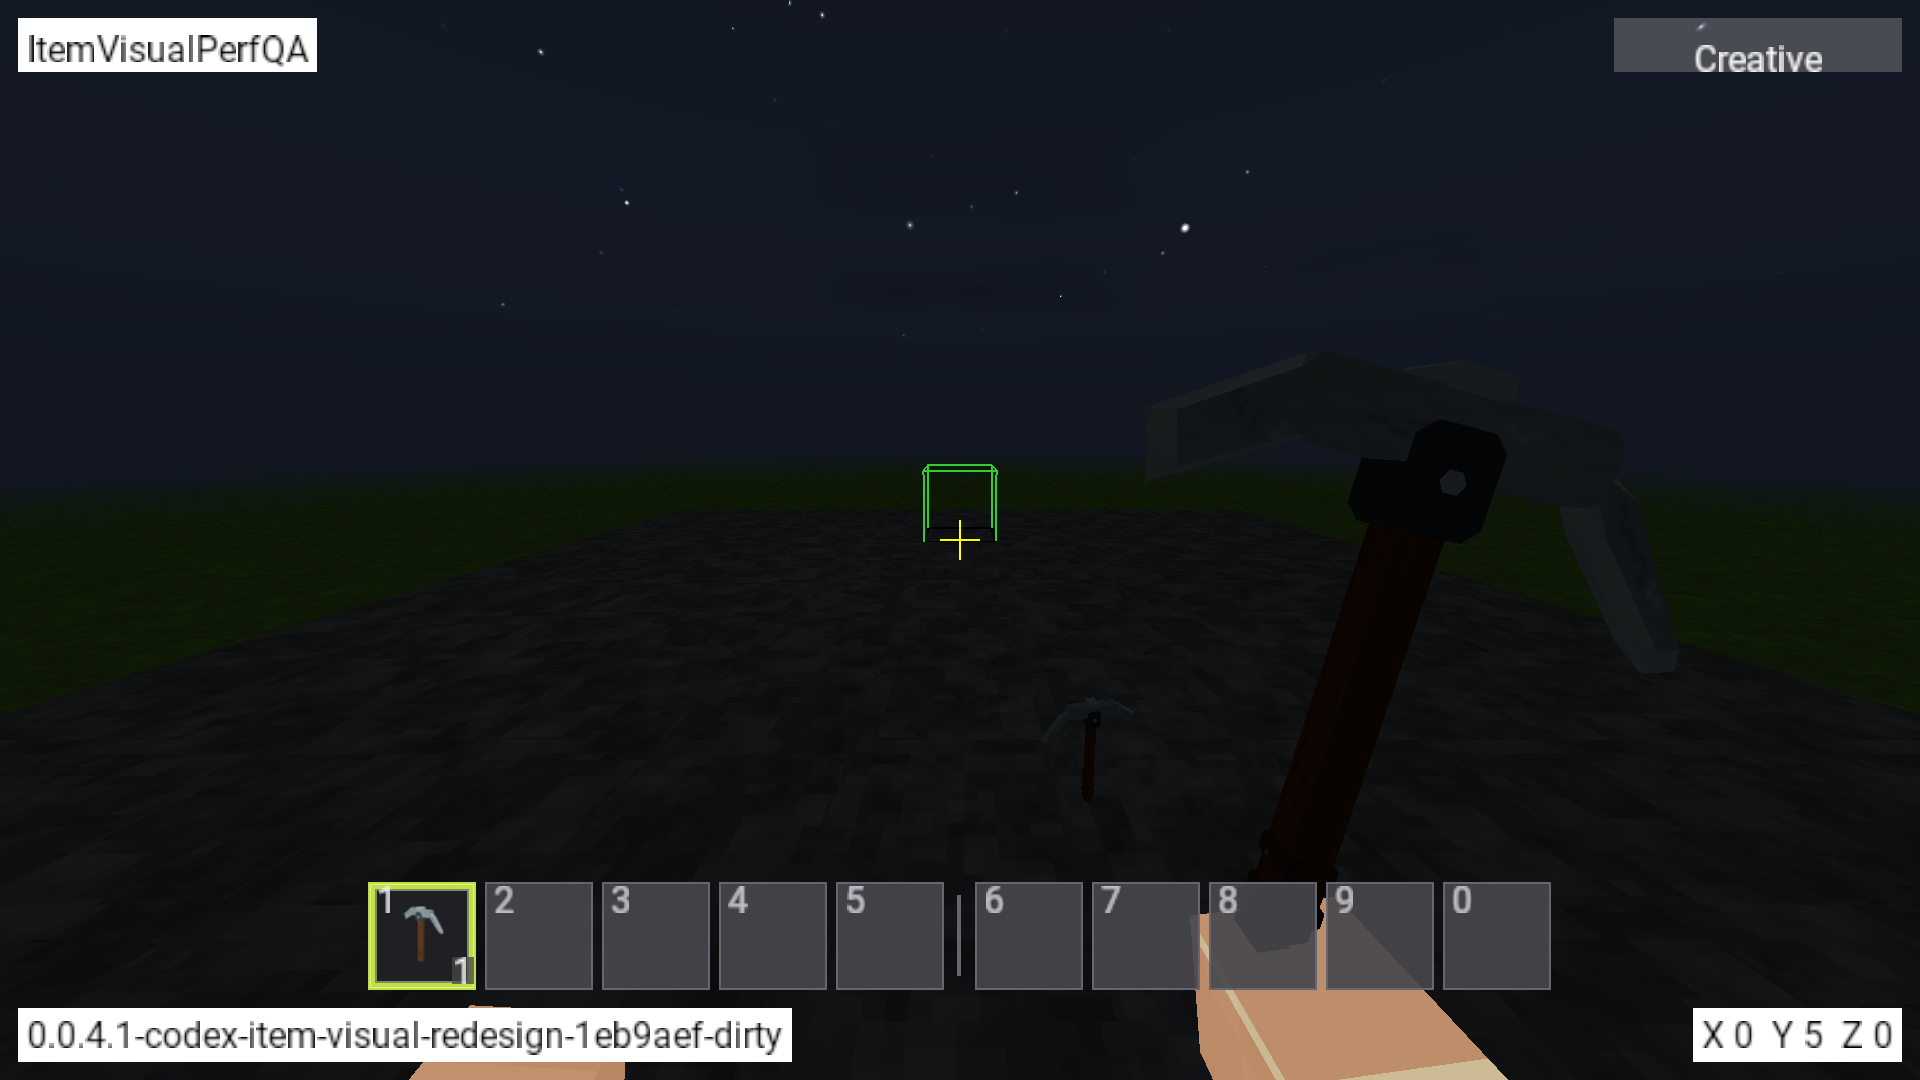 ItemVisualPerfQA
Creative
1 2 3 4 5 6 7 8 9 0
1
0.0.4.1-codex-item-visual-redesign-1eb9aef-dirty
X 0 Y 5 Z 0